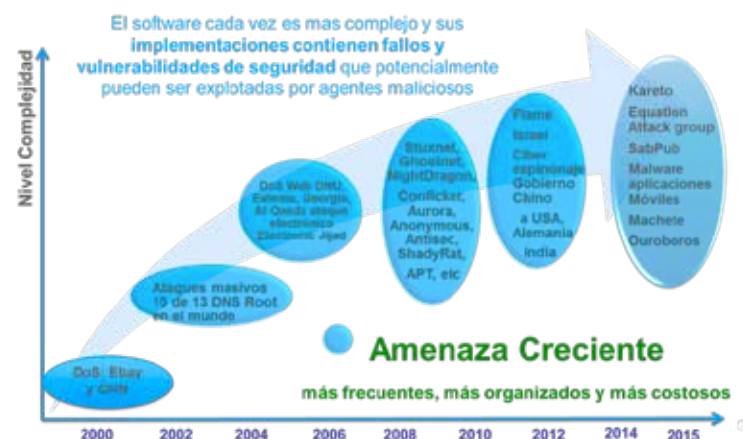 El software cada vez es mas complejo y sus
implementaciones contienen fallos y
vulnerabilidades de seguridad que potencialmente
pueden ser explotadas por agentes maliciosos
Nivel Complejidad
Kareto
Equation
Attack group
SabPub
Malware
aplicaciones
Móviles
Machete
Ouroboros
Flame
Israel
Ciber
espionaje
Gobierno
Chino
a USA,
Alemania
India
Stuxnet,
Ghostnet,
NightDragon,
Conficker,
Aurora,
Anonymous,
Antisec,
ShadyRat,
APT, etc
DoS Web ONU,
Estonia, Georgia,
Al Qaeda ataque
electrónico
Electronic Jijad
Ataques masivos
10 de 13 DNS Root
en el mundo
DoS Ebay
y CNN
Amenaza Creciente
más frecuentes, más organizados y más costosos
2000 2002 2004 2006 2008 2010 2012 2014 2015